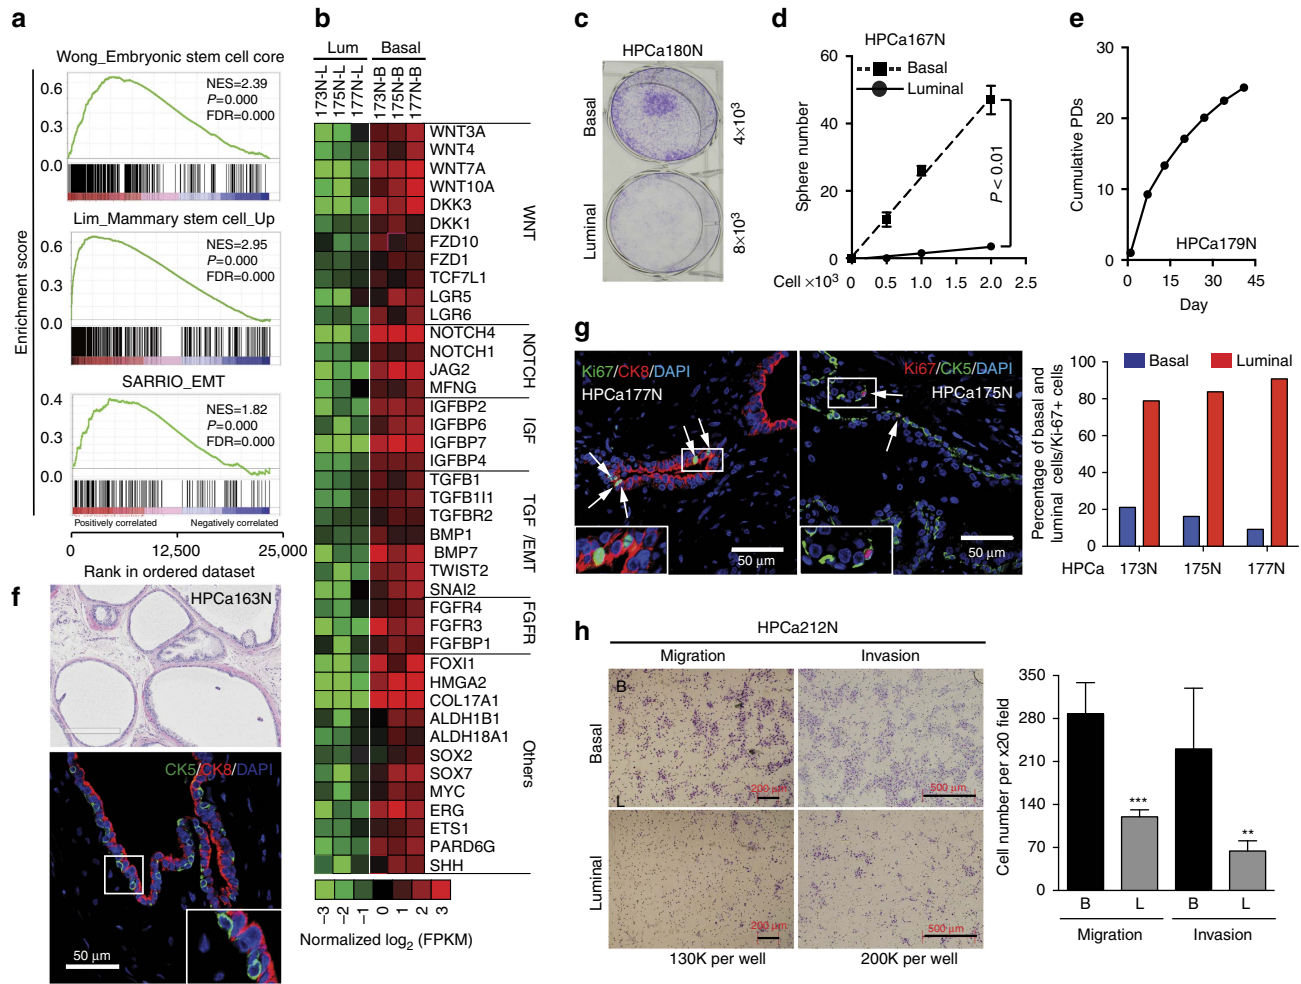 a
Wong_Embryonic stem cell core
NES=2.39
P=0.000
FDR=0.000
0.6
0.3
0.0
Lim_Mammary stem cell_Up
NES=2.95
P=0.000
FDR=0.000
0.6
0.3
0.0
SARRIO_EMT
NES=1.82
P=0.000
FDR=0.000
0.4
0.2
0.0
Positively correlated
Negatively correlated
0
12,500
25,000
Rank in ordered dataset
Enrichment score
b
Lum
Basal
173N-L
175N-L
177N-L
173N-B
175N-B
177N-B
WNT3A
WNT4
WNT7A
WNT10A
DKK3
DKK1
FZD10
FZD1
TCF7L1
LGR5
LGR6
WNT
NOTCH4
NOTCH1
JAG2
MFNG
NOTCH
IGFBP2
IGFBP6
IGFBP7
IGFBP4
IGF
TGFB1
TGFB1I1
TGFBR2
BMP1
BMP7
TWIST2
SNAI2
TGF /EMT
FGFR4
FGFR3
FGFBP1
FGFR
FOXI1
HMGA2
COL17A1
ALDH1B1
ALDH18A1
SOX2
SOX7
MYC
ERG
ETS1
PARD6G
SHH
Others
−3
−2
−1
0
1
2
3
Normalized log2 (FPKM)
c
HPCa180N
Basal
4×10³
Luminal
8×10³
d
HPCa167N
Basal
Luminal
60
40
20
0
Sphere number
P < 0.01
Cell ×10³
0
0.5
1.0
1.5
2.0
2.5
e
30
20
10
0
Cumulative PDs
HPCa179N
0
15
30
45
Day
f
HPCa163N
CK5/CK8/DAPI
50 μm
g
Ki67/CK8/DAPI
HPCa177N
50 μm
Ki67/CK5/DAPI
HPCa175N
50 μm
Basal
Luminal
100
80
60
40
20
0
Percentage of basal and
luminal cells/Ki-67+ cells
HPCa
173N
175N
177N
h
HPCa212N
Migration
Invasion
B
Basal
200 μm
500 μm
L
Luminal
200 μm
500 μm
130K per well
200K per well
350
280
210
140
70
0
Cell number per x20 field
***
**
B
L
B
L
Migration
Invasion